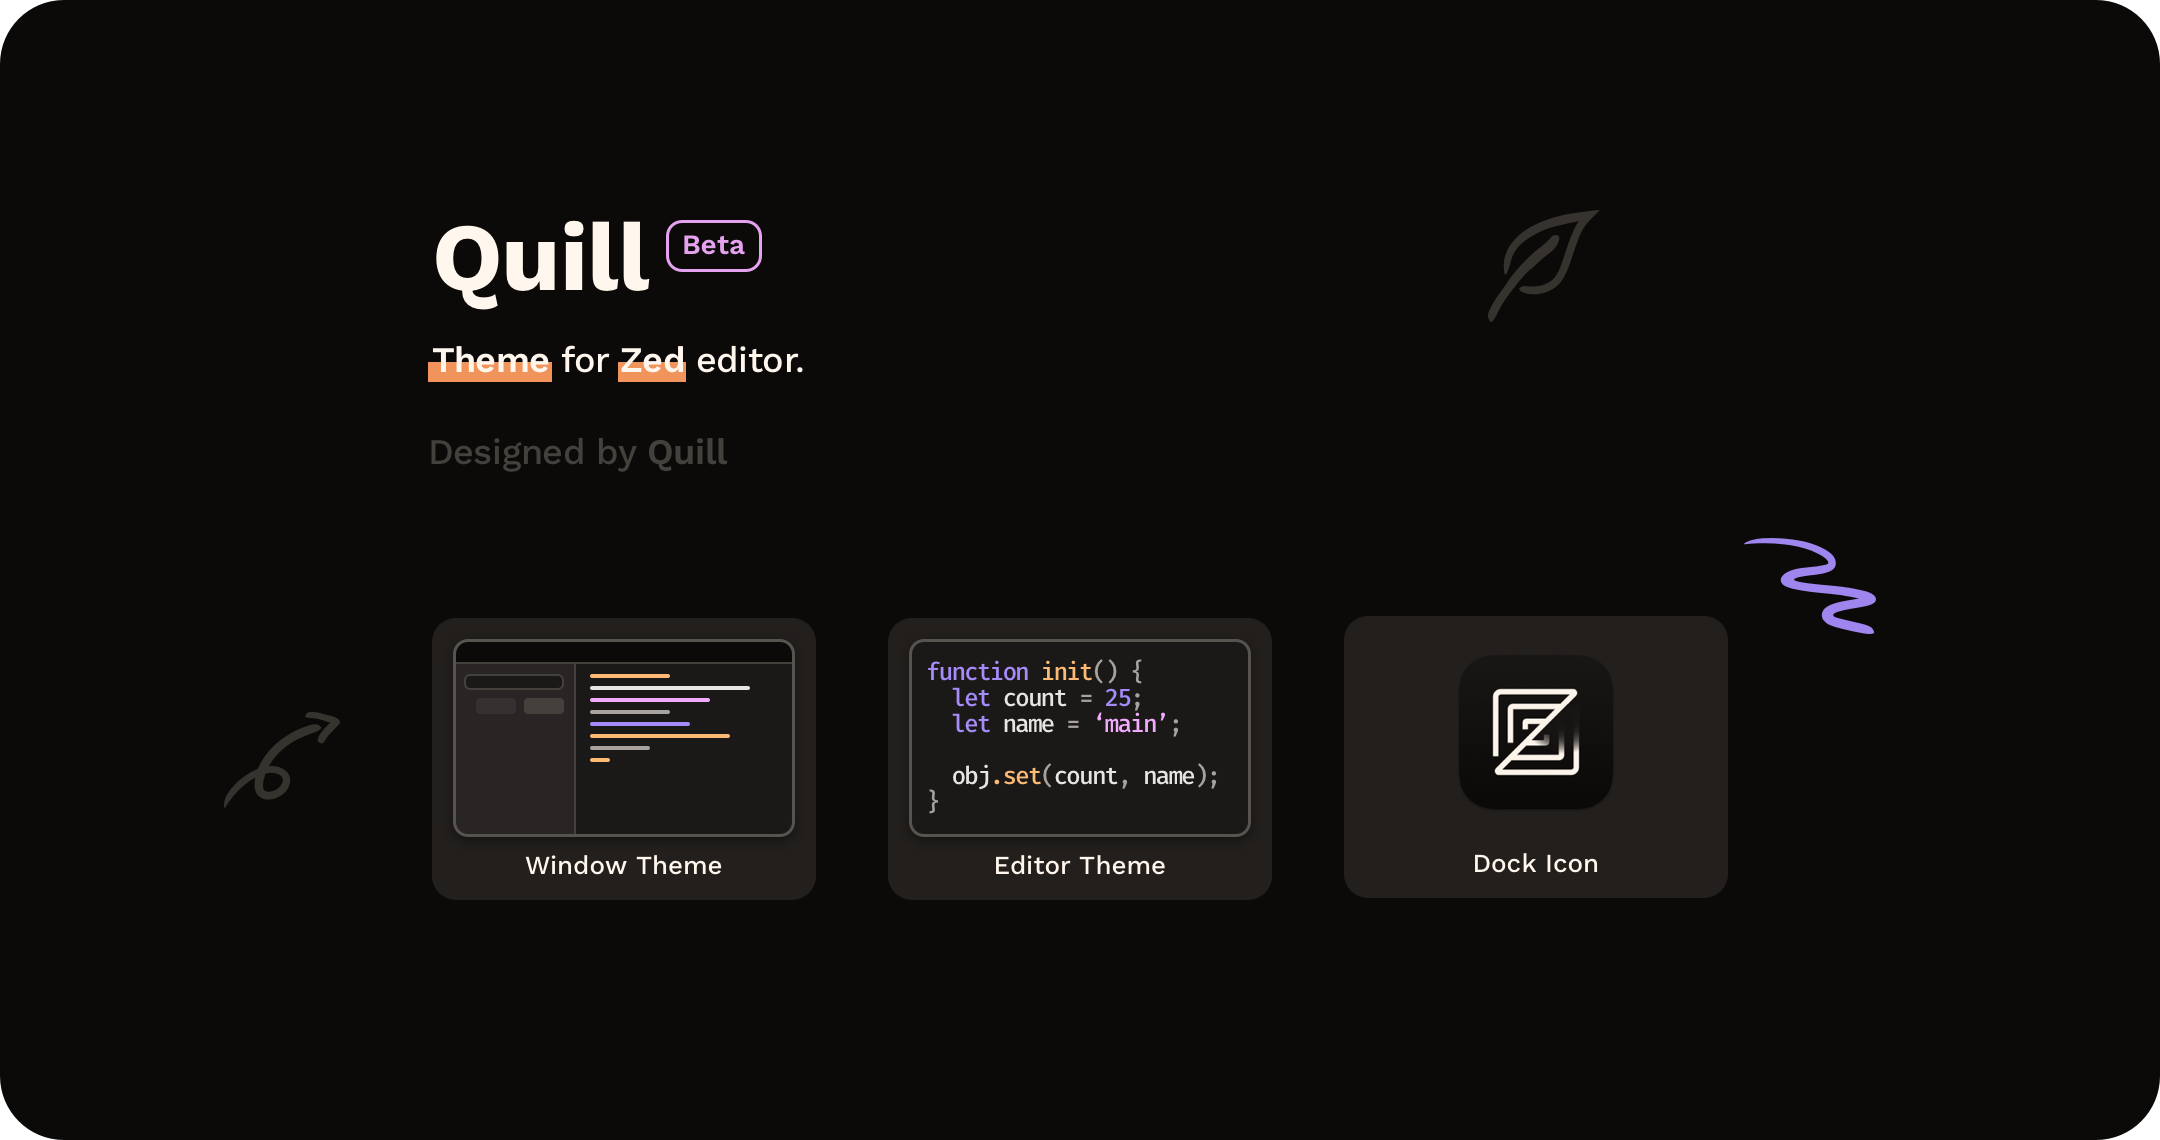 Quill Beta
Theme for Zed editor.
Designed by Quill
function init() {
let count = 25;
let name = ‘main’;
obj.set(count, name);
}
Window Theme
Editor Theme
Dock Icon